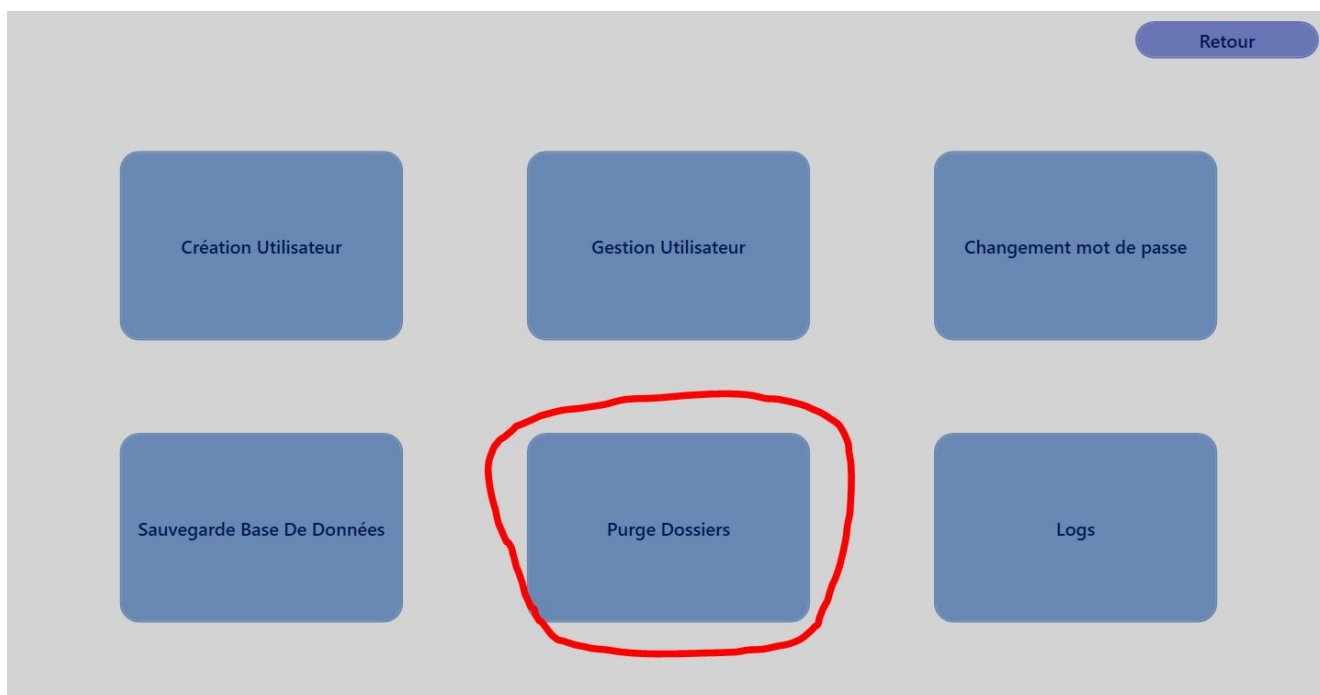 Retour
Création Utilisateur
Gestion Utilisateur
Changement mot de passe
Sauvegarde Base De Données
Purge Dossiers
Logs